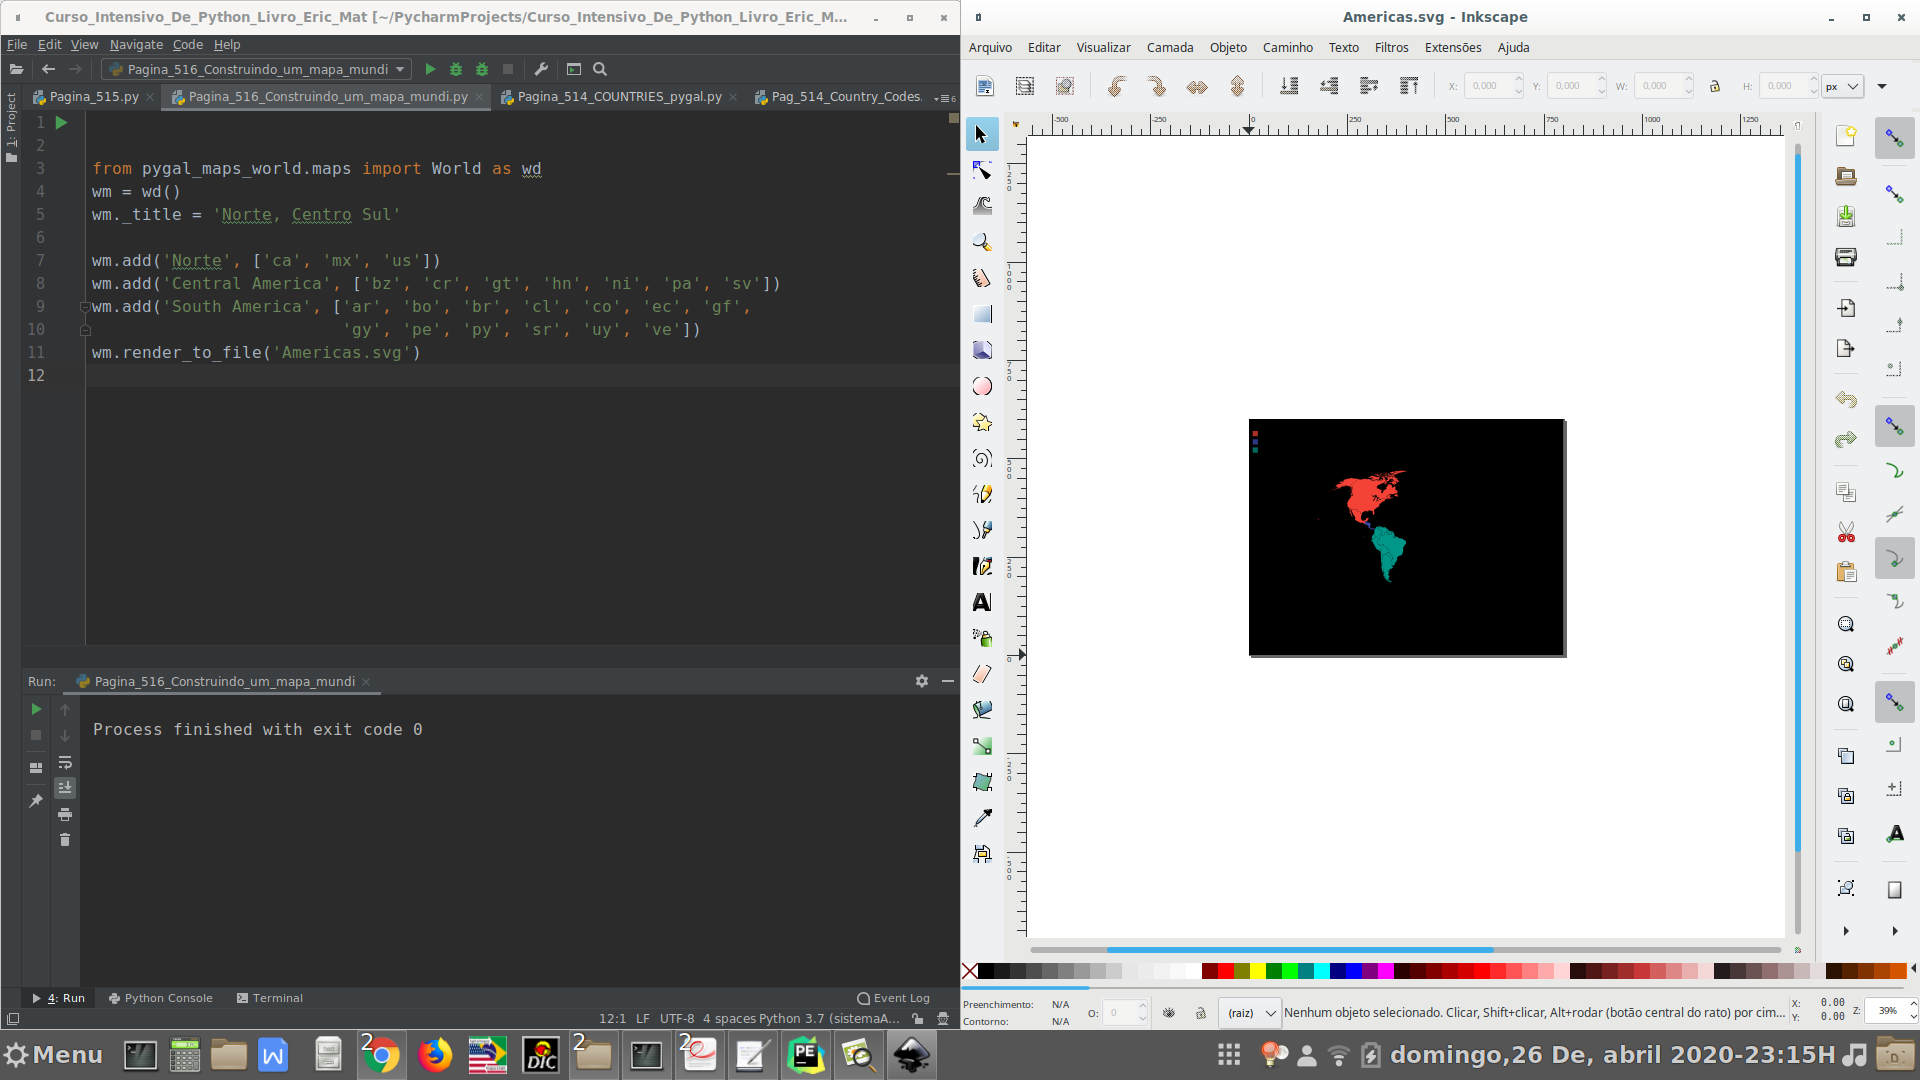 Curso_Intensivo_De_Python_Livro_Eric_Mat [~/PycharmProjects/Curso_Intensivo_De_Python_Livro_Eric_M...
Americas.svg - Inkscape
File Edit View Navigate Code Help
Arquivo Editar Visualizar Camada Objeto Caminho Texto Filtros Extensões Ajuda
Pagina_516_Construindo_um_mapa_mundi
X: 0,000 Y: 0,000 W: 0,000 H: 0,000 px
1: Project
Pagina_515.py
Pagina_516_Construindo_um_mapa_mundi.py
Pagina_514_COUNTRIES_pygal.py
Pag_514_Country_Codes.
6
-500 -250 0 250 500 750 1000 1250
1
2
3 from pygal_maps_world.maps import World as wd
4 wm = wd()
5 wm._title = 'Norte, Centro Sul'
6
7 wm.add('Norte', ['ca', 'mx', 'us'])
8 wm.add('Central America', ['bz', 'cr', 'gt', 'hn', 'ni', 'pa', 'sv'])
9 wm.add('South America', ['ar', 'bo', 'br', 'cl', 'co', 'ec', 'gf',
10 'gy', 'pe', 'py', 'sr', 'uy', 've'])
11 wm.render_to_file('Americas.svg')
12
Run: Pagina_516_Construindo_um_mapa_mundi
Process finished with exit code 0
4: Run Python Console Terminal Event Log
12:1 LF UTF-8 4 spaces Python 3.7 (sistemaA...
Preenchimento: N/A
Contorno: N/A
O: 0
(raiz)
Nenhum objeto selecionado. Clicar, Shift+clicar, Alt+rodar (botão central do rato) por cim...
X: 0.00
Y: 0.00
Z: 39%
Menu
2
W
DIC
2
2
PE
domingo,26 De, abril 2020-23:15H
D